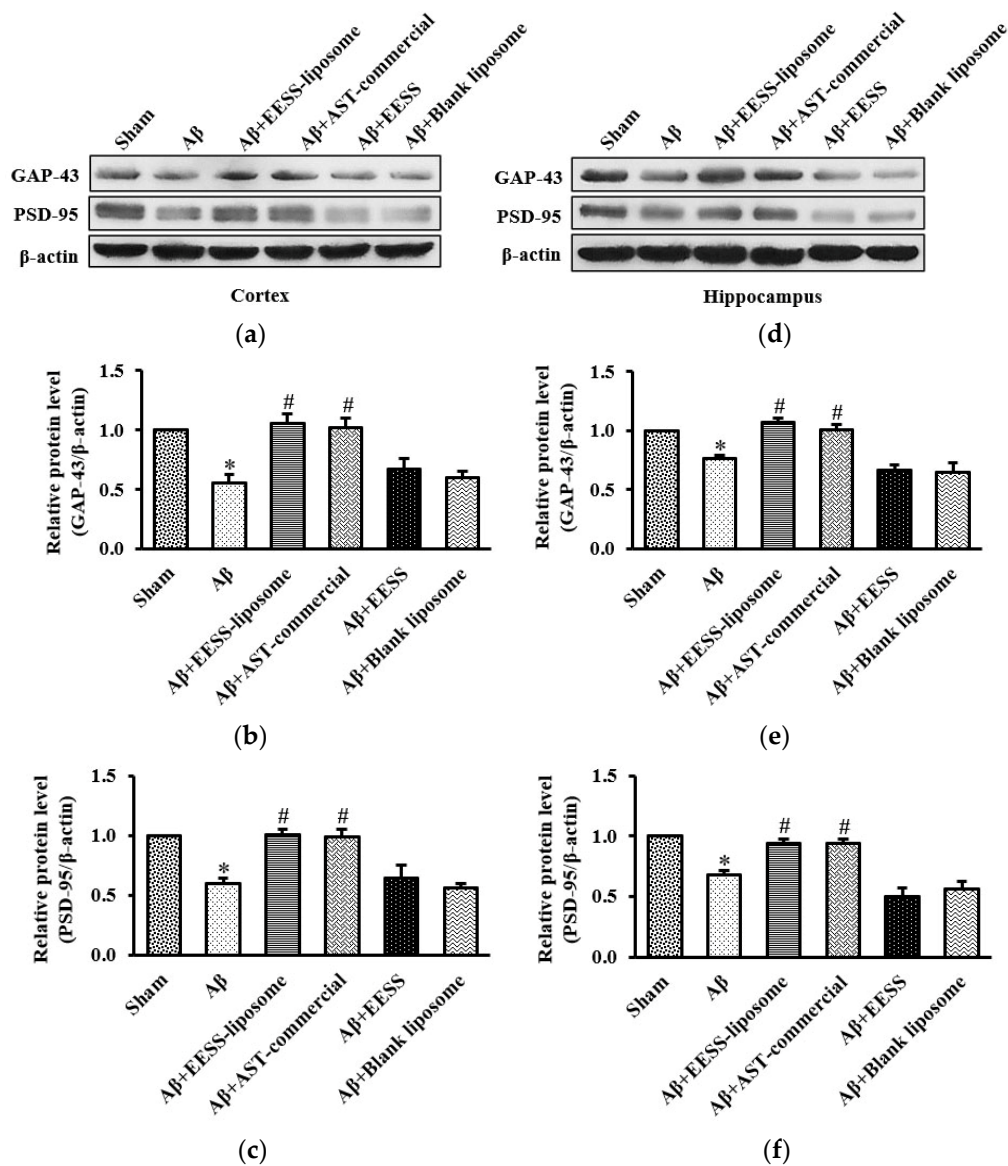 Sham
Aβ
Aβ+EESS-liposome
Aβ+AST-commercial
Aβ+EESS
Aβ+Blank liposome
GAP-43
PSD-95
β-actin
Cortex
(a)
Sham
Aβ
Aβ+EESS-liposome
Aβ+AST-commercial
Aβ+EESS
Aβ+Blank liposome
GAP-43
PSD-95
β-actin
Hippocampus
(d)
Relative protein level
(GAP-43/β-actin)
1.5
1.0
0.5
0.0
*
#
#
Sham
Aβ
Aβ+EESS-liposome
Aβ+AST-commercial
Aβ+EESS
Aβ+Blank liposome
(b)
Relative protein level
(GAP-43/β-actin)
1.5
1.0
0.5
0.0
*
#
#
Sham
Aβ
Aβ+EESS-liposome
Aβ+AST-commercial
Aβ+EESS
Aβ+Blank liposome
(e)
Relative protein level
(PSD-95/β-actin)
1.5
1.0
0.5
0.0
*
#
#
Sham
Aβ
Aβ+EESS-liposome
Aβ+AST-commercial
Aβ+EESS
Aβ+Blank liposome
(c)
Relative protein level
(PSD-95/β-actin)
1.5
1.0
0.5
0.0
*
#
#
Sham
Aβ
Aβ+EESS-liposome
Aβ+AST-commercial
Aβ+EESS
Aβ+Blank liposome
(f)